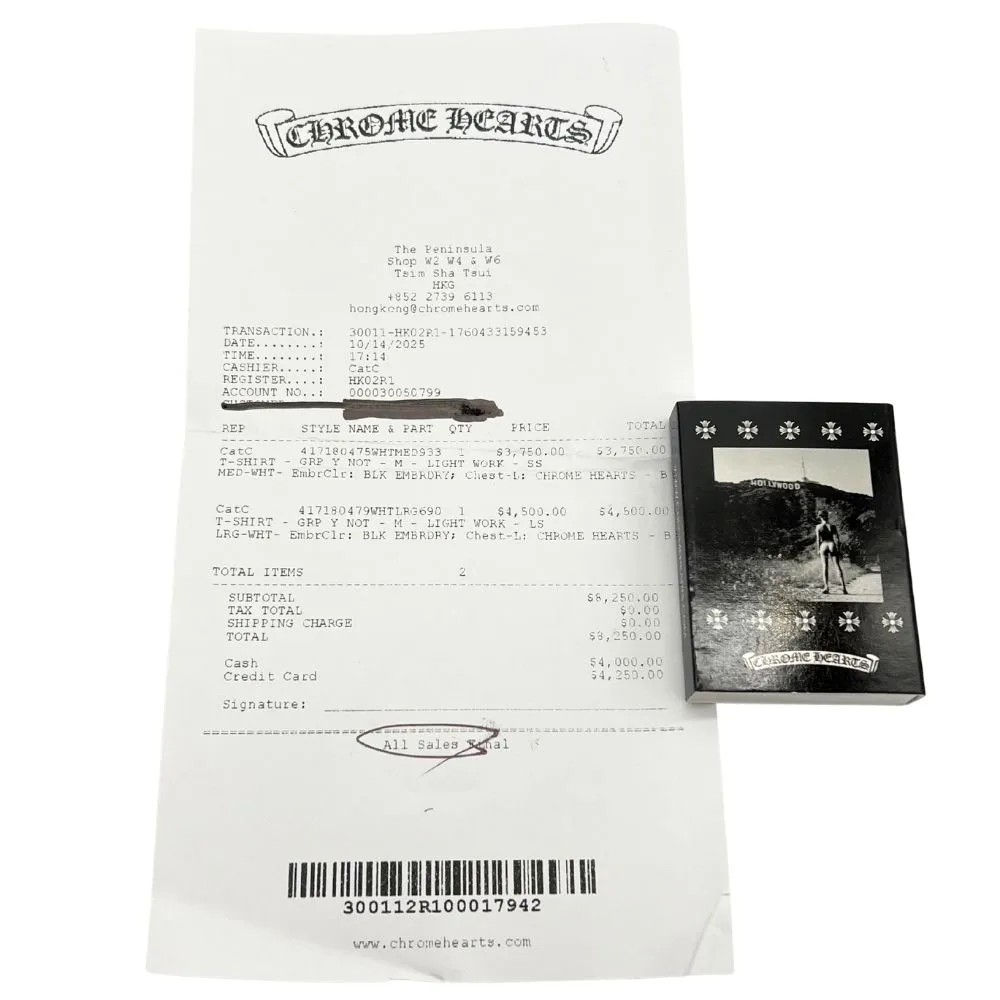 CHROME HEARTS
The Peninsula
Shop W2 W4 & W6
Tsim Sha Tsui
HKG
+852 2739 6113
hongkong@chromehearts.com
TRANSACTION.: 30011-HK02R1-1760433159453
DATE........: 10/14/2025
TIME........: 17:14
CASHIER.....: CatC
REGISTER....: HK02R1
ACCOUNT NO..: 000030050799
REP STYLE NAME & PART QTY PRICE TOTAL
CatC 417180475WHTMED933 1 $3,750.00 $3,750.00
T-SHIRT - GRP Y NOT - M - LIGHT WORK - SS
MED-WHT- EmbrClr: BLK EMBRDRY; Chest-L: CHROME HEARTS - B
CatC 417180479WHTLRG690 1 $4,500.00 $4,500.00
T-SHIRT - GRP Y NOT - M - LIGHT WORK - LS
LRG-WHT- EmbrClr: BLK EMBRDRY; Chest-L: CHROME HEARTS - B
TOTAL ITEMS 2
SUBTOTAL $8,250.00
TAX TOTAL $0.00
SHIPPING CHARGE $0.00
TOTAL $8,250.00
Cash $4,000.00
Credit Card $4,250.00
Signature:
All Sales Final
300112R100017942
www.chromehearts.com
HOLLYWOOD
CHROME HEARTS